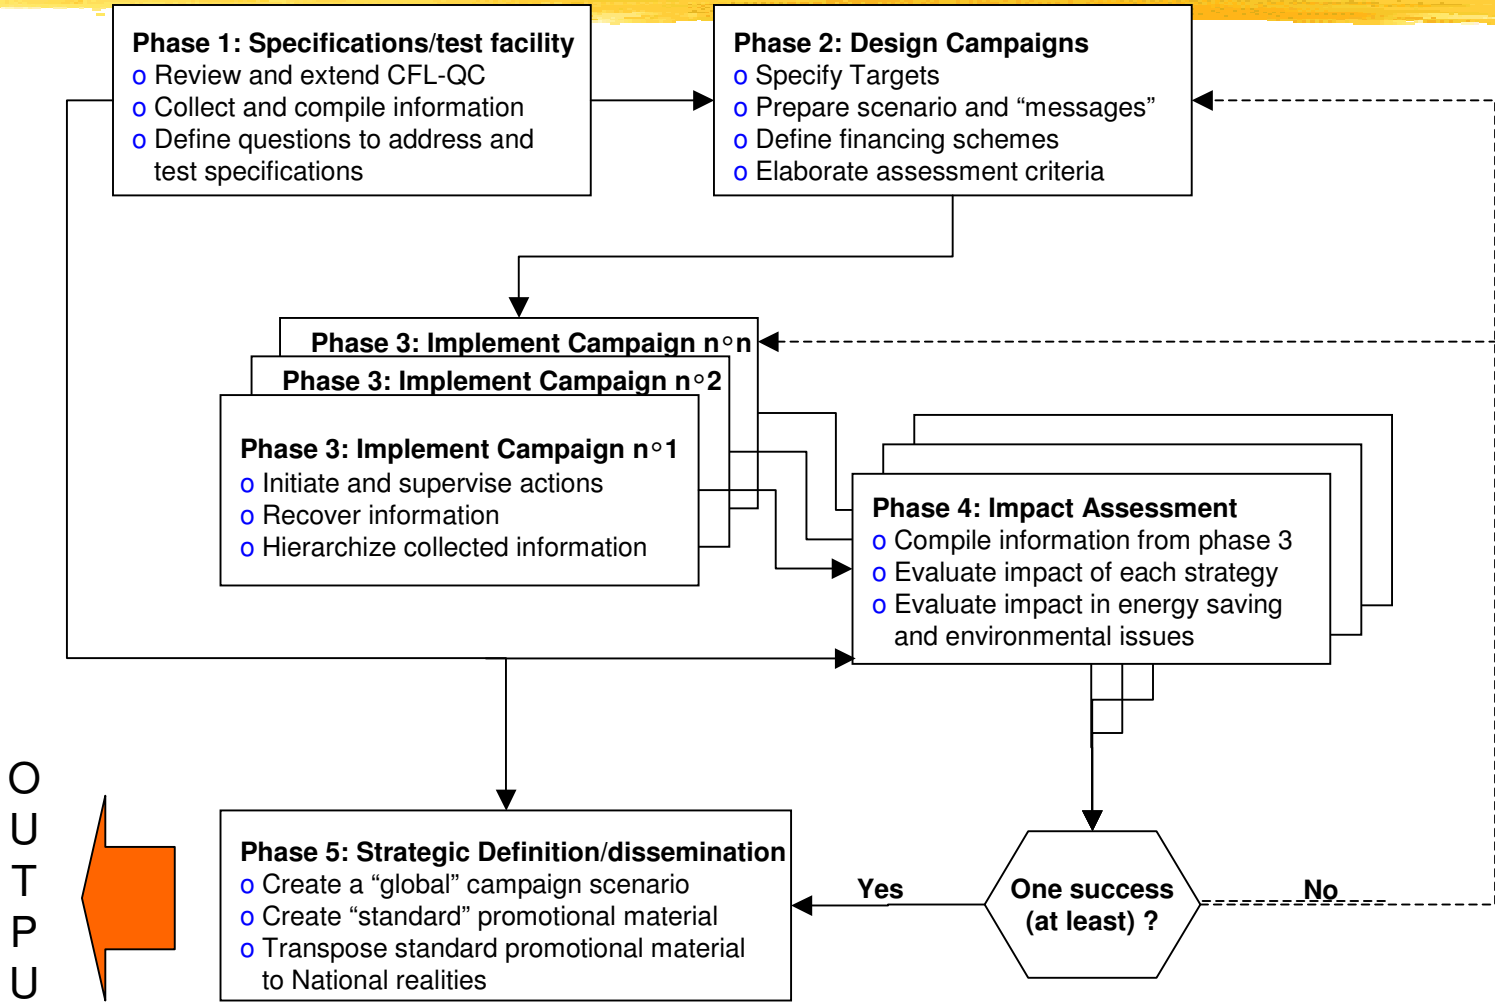 Phase 1: Specifications/test facility
o Review and extend CFL-QC
o Collect and compile information
o Define questions to address and
test specifications
Phase 2: Design Campaigns
o Specify Targets
o Prepare scenario and “messages”
o Define financing schemes
o Elaborate assessment criteria
Phase 3: Implement Campaign n°n
Phase 3: Implement Campaign n°2
Phase 3: Implement Campaign n°1
o Initiate and supervise actions
o Recover information
o Hierarchize collected information
Phase 4: Impact Assessment
o Compile information from phase 3
o Evaluate impact of each strategy
o Evaluate impact in energy saving
and environmental issues
O
U
T
P
U
Phase 5: Strategic Definition/dissemination
o Create a “global” campaign scenario
o Create “standard” promotional material
o Transpose standard promotional material
to National realities
Yes
One success
(at least) ?
No